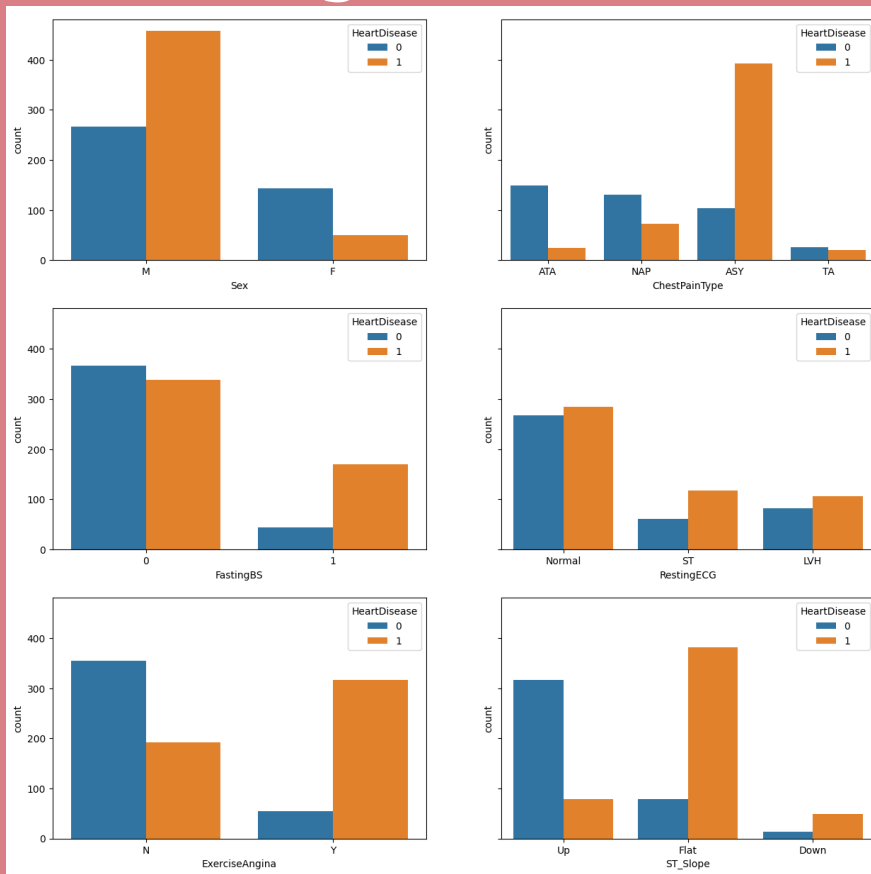 HeartDisease
0
1
400
300
200
100
0
count
M
F
Sex
HeartDisease
0
1
count
ATA
NAP
ASY
TA
ChestPainType
HeartDisease
0
1
400
300
200
100
0
count
0
1
FastingBS
HeartDisease
0
1
count
Normal
ST
LVH
RestingECG
HeartDisease
0
1
400
300
200
100
0
count
N
Y
ExerciseAngina
HeartDisease
0
1
count
Up
Flat
Down
ST_Slope